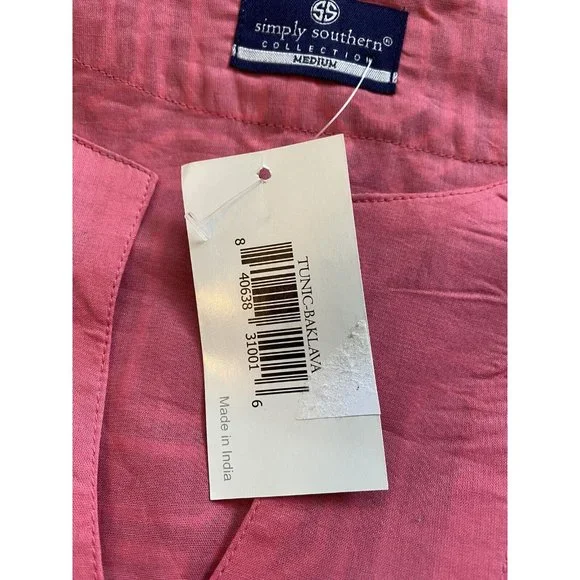 SS
simply southern®
COLLECTION
MEDIUM
TUNIC-BAKLAVA
8 40638 31001 6
Made in India